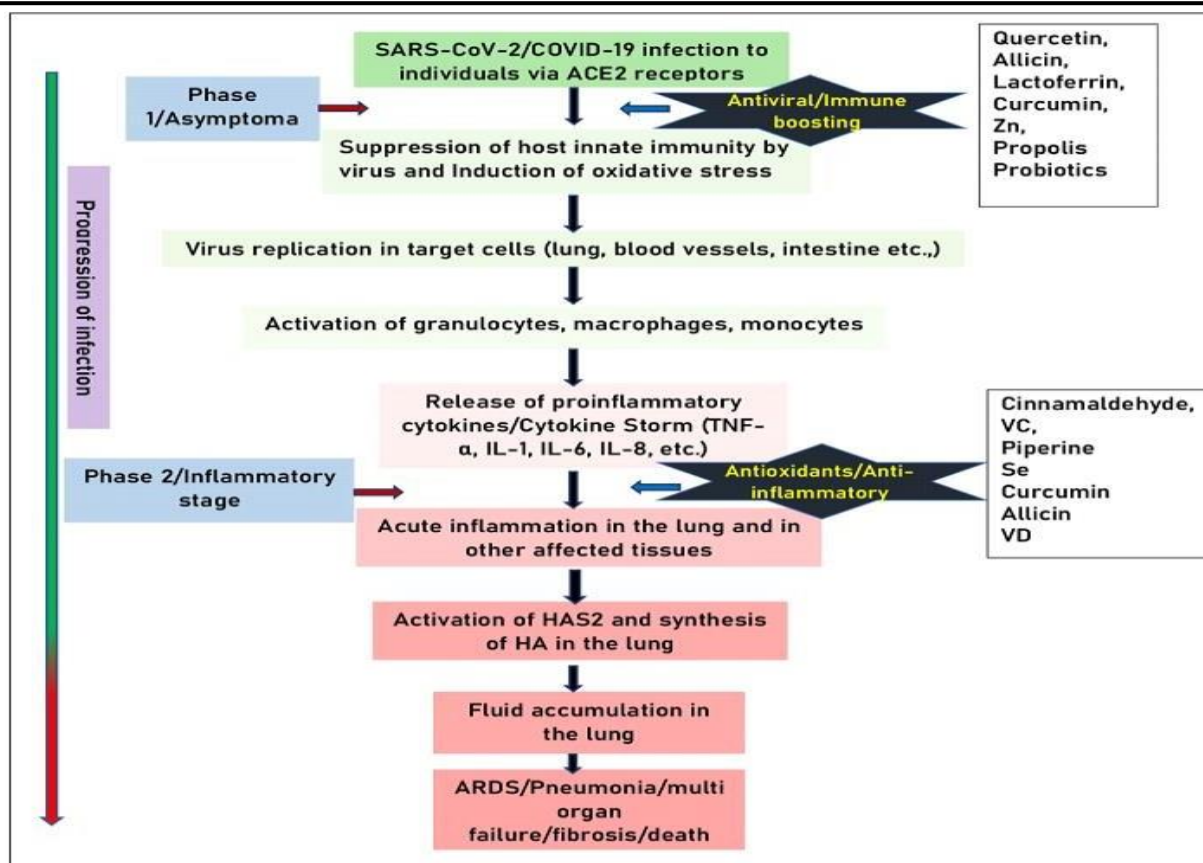 SARS-CoV-2/COVID-19 infection to
individuals via ACE2 receptors
Phase
1/Asymptoma
Antiviral/Immune
boosting
Quercetin,
Allicin,
Lactoferrin,
Curcumin,
Zn,
Propolis
Probiotics
Suppression of host innate immunity by
virus and Induction of oxidative stress
Progression of infection
Virus replication in target cells (lung, blood vessels, intestine etc.,)
Activation of granulocytes, macrophages, monocytes
Release of proinflammatory
cytokines/Cytokine Storm (TNF-
α, IL-1, IL-6, IL-8, etc.)
Phase 2/Inflammatory
stage
Antioxidants/Anti-
inflammatory
Cinnamaldehyde,
VC,
Piperine
Se
Curcumin
Allicin
VD
Acute inflammation in the lung and in
other affected tissues
Activation of HAS2 and synthesis
of HA in the lung
Fluid accumulation in
the lung
ARDS/Pneumonia/multi
organ
failure/fibrosis/death